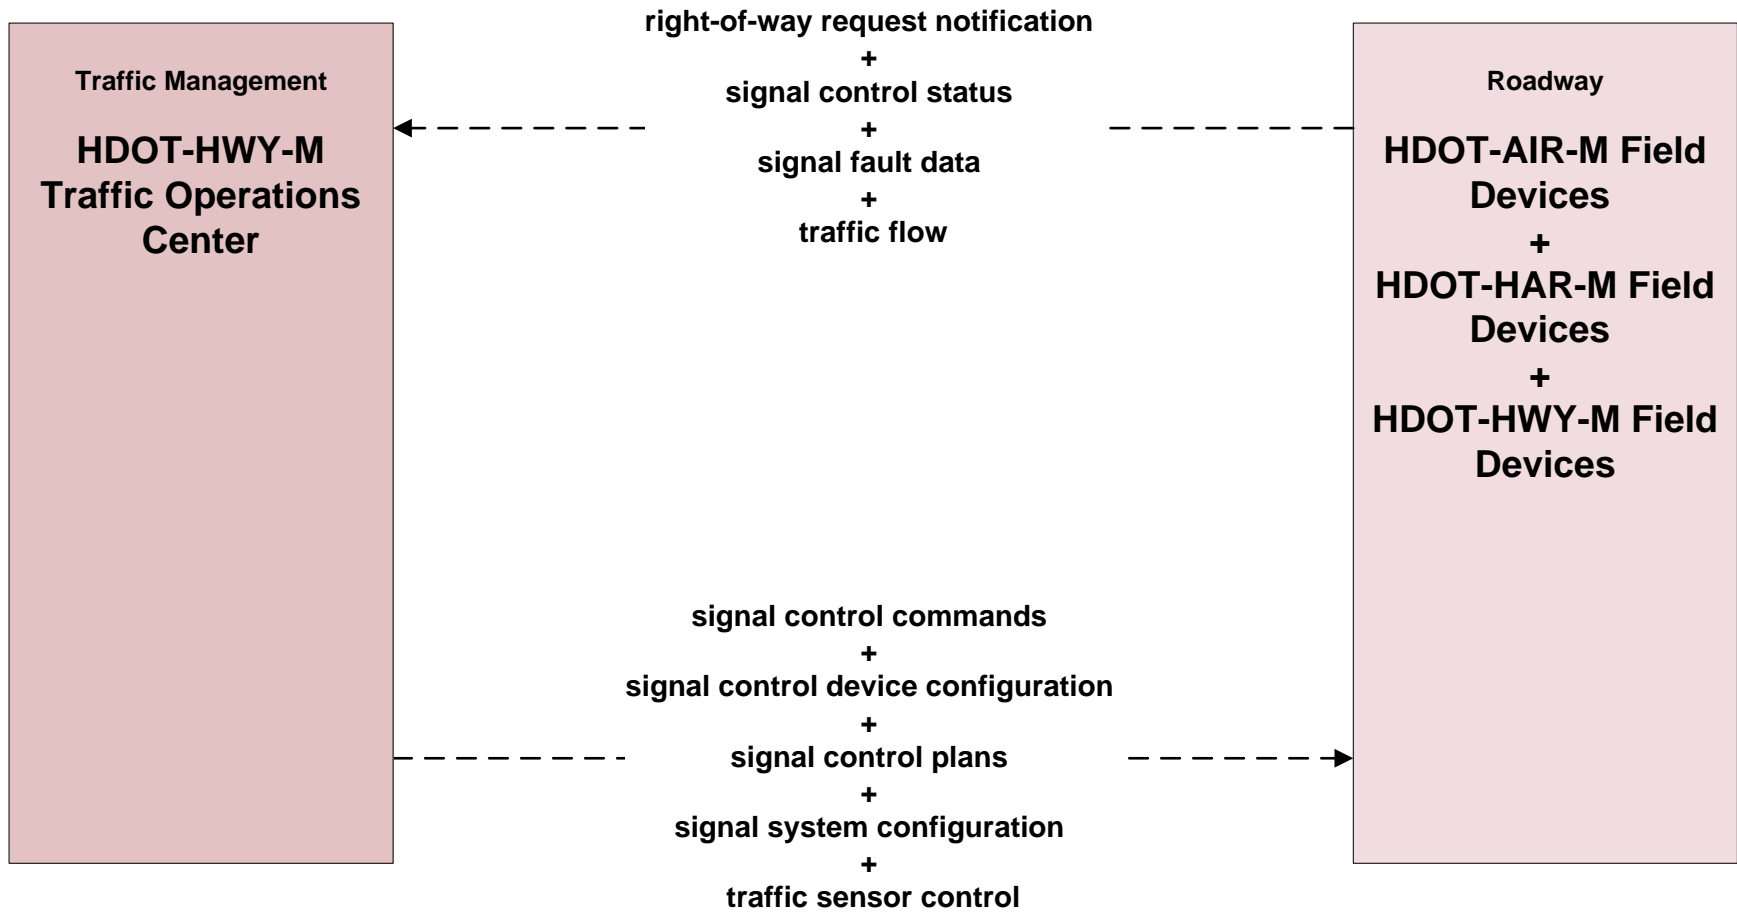 Traffic Management
HDOT-HWY-M
Traffic Operations
Center
right-of-way request notification
+
signal control status
+
signal fault data
+
traffic flow
signal control commands
+
signal control device configuration
+
signal control plans
+
signal system configuration
+
traffic sensor control
Roadway
HDOT-AIR-M Field
Devices
+
HDOT-HAR-M Field
Devices
+
HDOT-HWY-M Field
Devices